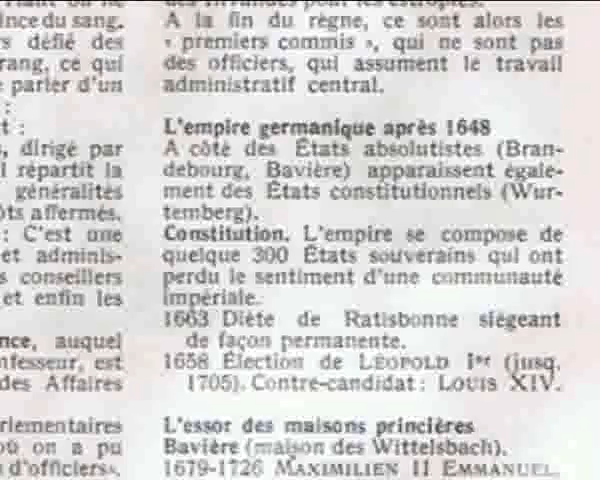 ince du sang.
s défié des
rang, ce qui
parler d'un
:
t :
, dirigé par
l répartit la
généralités
ôts affermés.
: C'est une
et adminis-
s conseillers
et enfin les
nce, auquel
nfesseur, est
des Affaires
rlementaires
où on a pu
d'officiers».
A la fin du règne, ce sont alors les
« premiers commis », qui ne sont pas
des officiers, qui assument le travail
administratif central.
L'empire germanique après 1648
A côté des États absolutistes (Bran-
debourg, Bavière) apparaissent égale-
ment des États constitutionnels (Wur-
temberg).
Constitution. L'empire se compose de
quelque 300 États souverains qui ont
perdu le sentiment d'une communauté
impériale.
1663 Diète de Ratisbonne siégeant
de façon permanente.
1658 Élection de LÉOPOLD Ier (jusq.
1705). Contre-candidat : LOUIS XIV.
L'essor des maisons princières
Bavière (maison des Wittelsbach).
1679-1726 MAXIMILIEN II EMMANUEL.